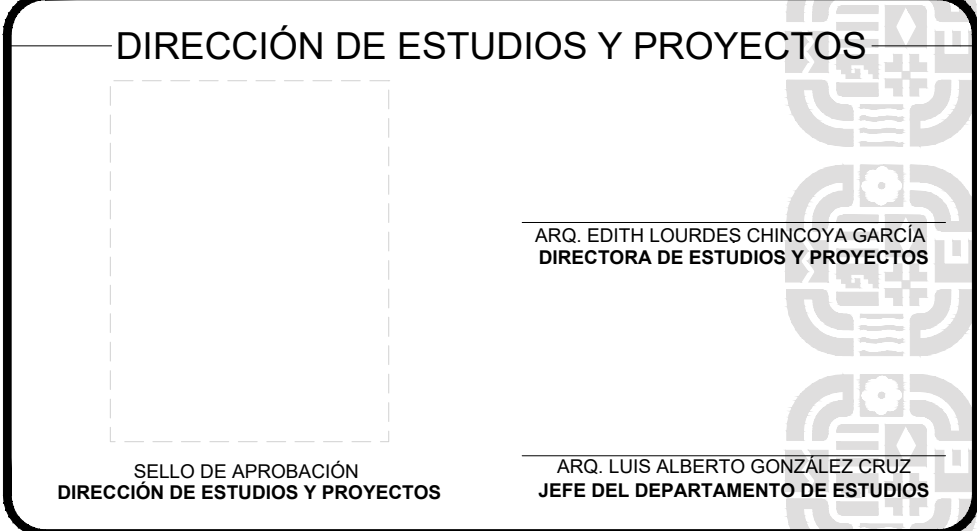 DIRECCIÓN DE ESTUDIOS Y PROYECTOS
ARQ. EDITH LOURDES CHINCOYA GARCÍA
DIRECTORA DE ESTUDIOS Y PROYECTOS
SELLO DE APROBACIÓN
DIRECCIÓN DE ESTUDIOS Y PROYECTOS
ARQ. LUIS ALBERTO GONZÁLEZ CRUZ
JEFE DEL DEPARTAMENTO DE ESTUDIOS